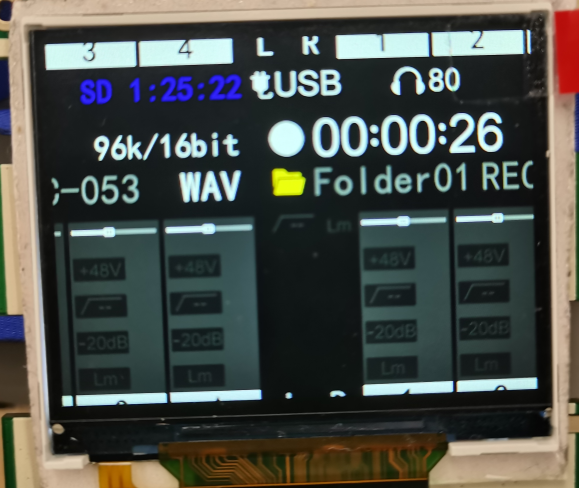 3 4 L R 1 2
SD 1:25:22 USB 80
96k/16bit 00:00:26
-053 WAV Folder01 REC
Lm
+48V +48V +48V +48V
-20dB -20dB -20dB -20dB
Lm Lm Lm Lm